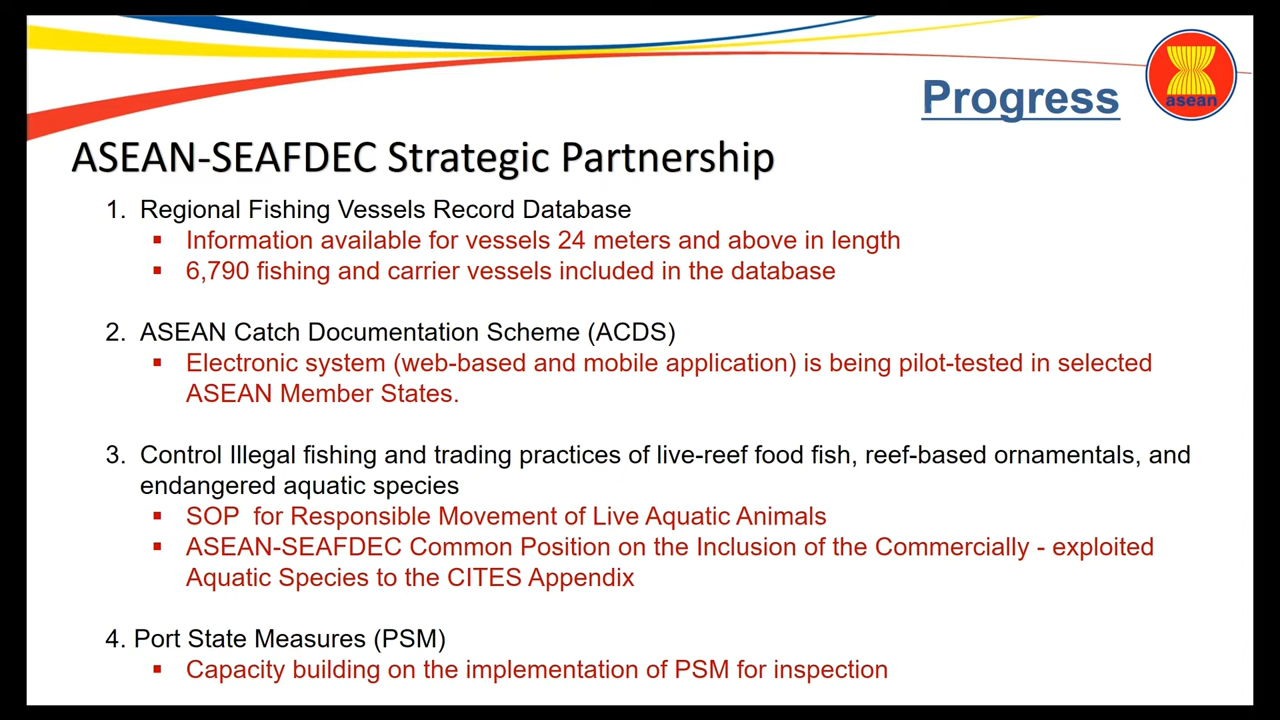 Progress
asean
ASEAN-SEAFDEC Strategic Partnership
1. Regional Fishing Vessels Record Database
▪ Information available for vessels 24 meters and above in length
▪ 6,790 fishing and carrier vessels included in the database
2. ASEAN Catch Documentation Scheme (ACDS)
▪ Electronic system (web-based and mobile application) is being pilot-tested in selected
ASEAN Member States.
3. Control Illegal fishing and trading practices of live-reef food fish, reef-based ornamentals, and
endangered aquatic species
▪ SOP for Responsible Movement of Live Aquatic Animals
▪ ASEAN-SEAFDEC Common Position on the Inclusion of the Commercially - exploited
Aquatic Species to the CITES Appendix
4. Port State Measures (PSM)
▪ Capacity building on the implementation of PSM for inspection